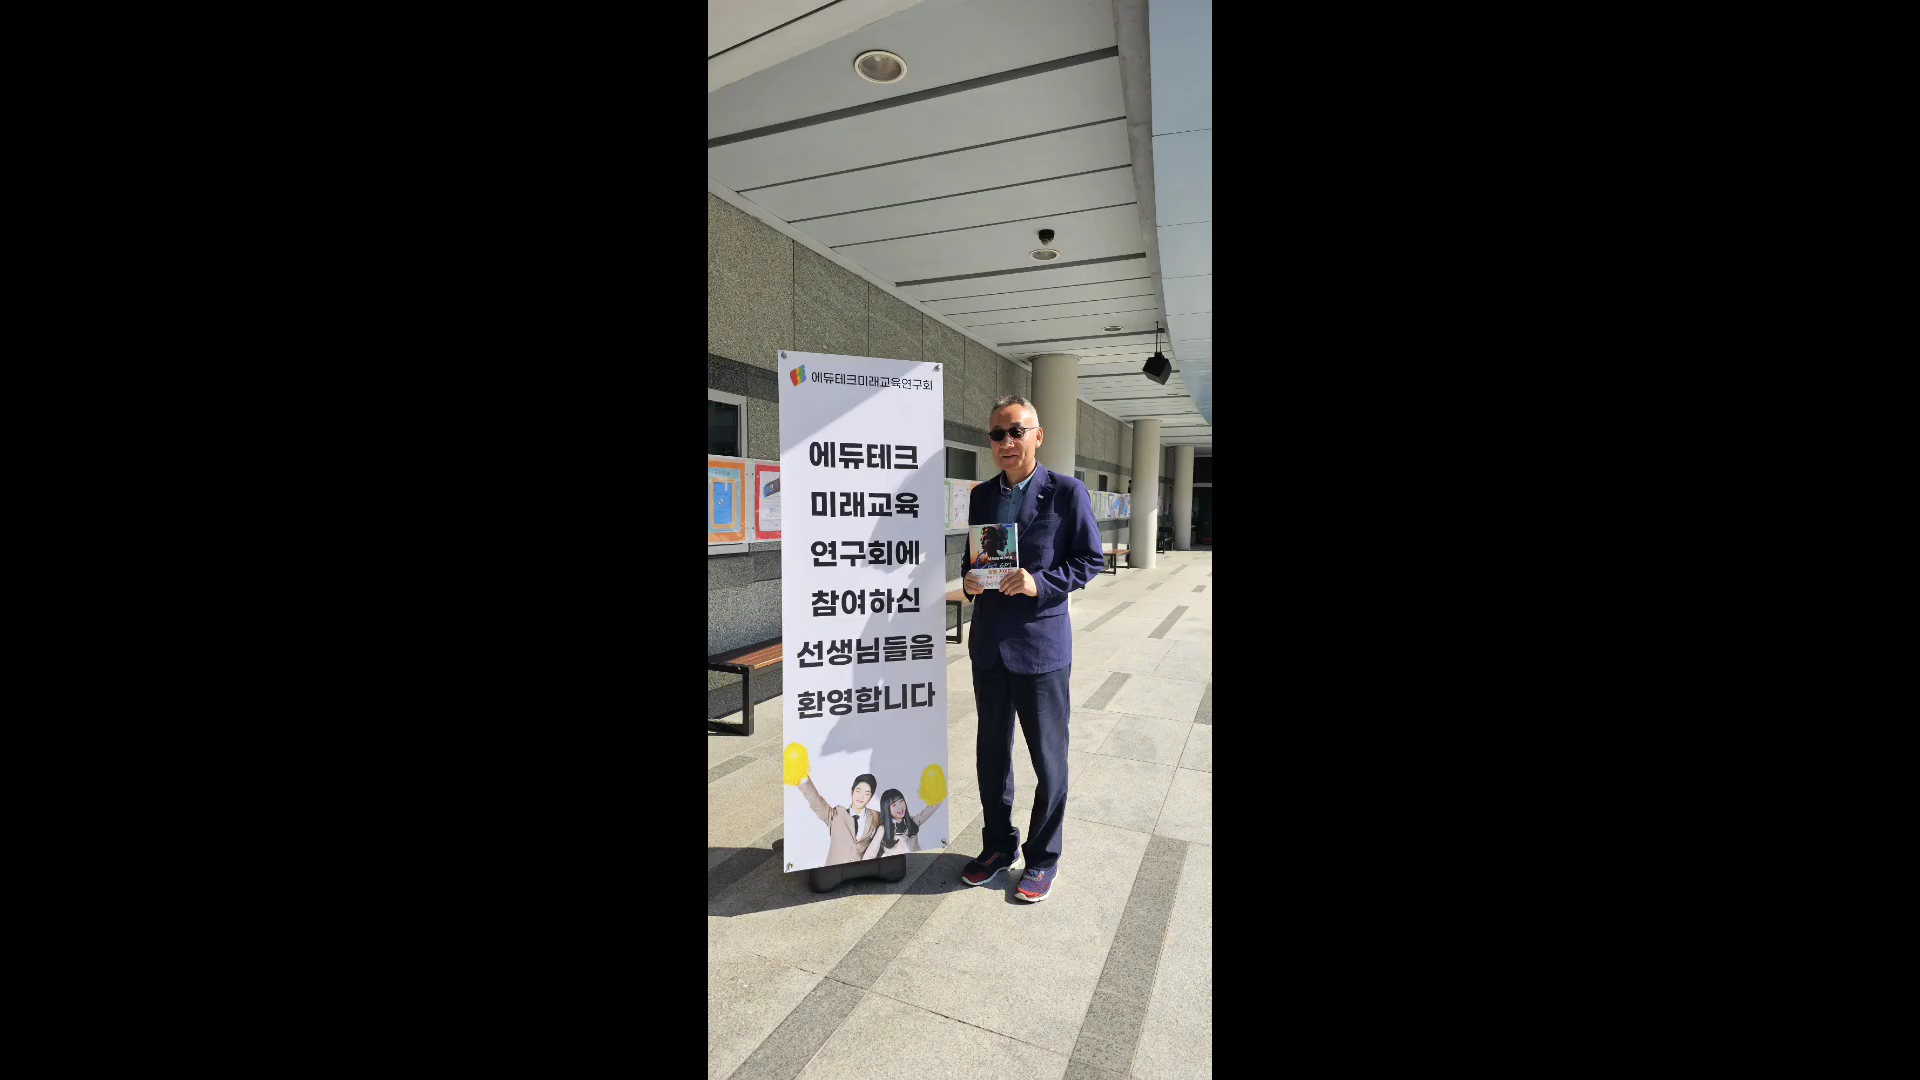 에듀테크미래교육연구회
에듀테크
미래교육
연구회에
참여하신
선생님들을
환영합니다